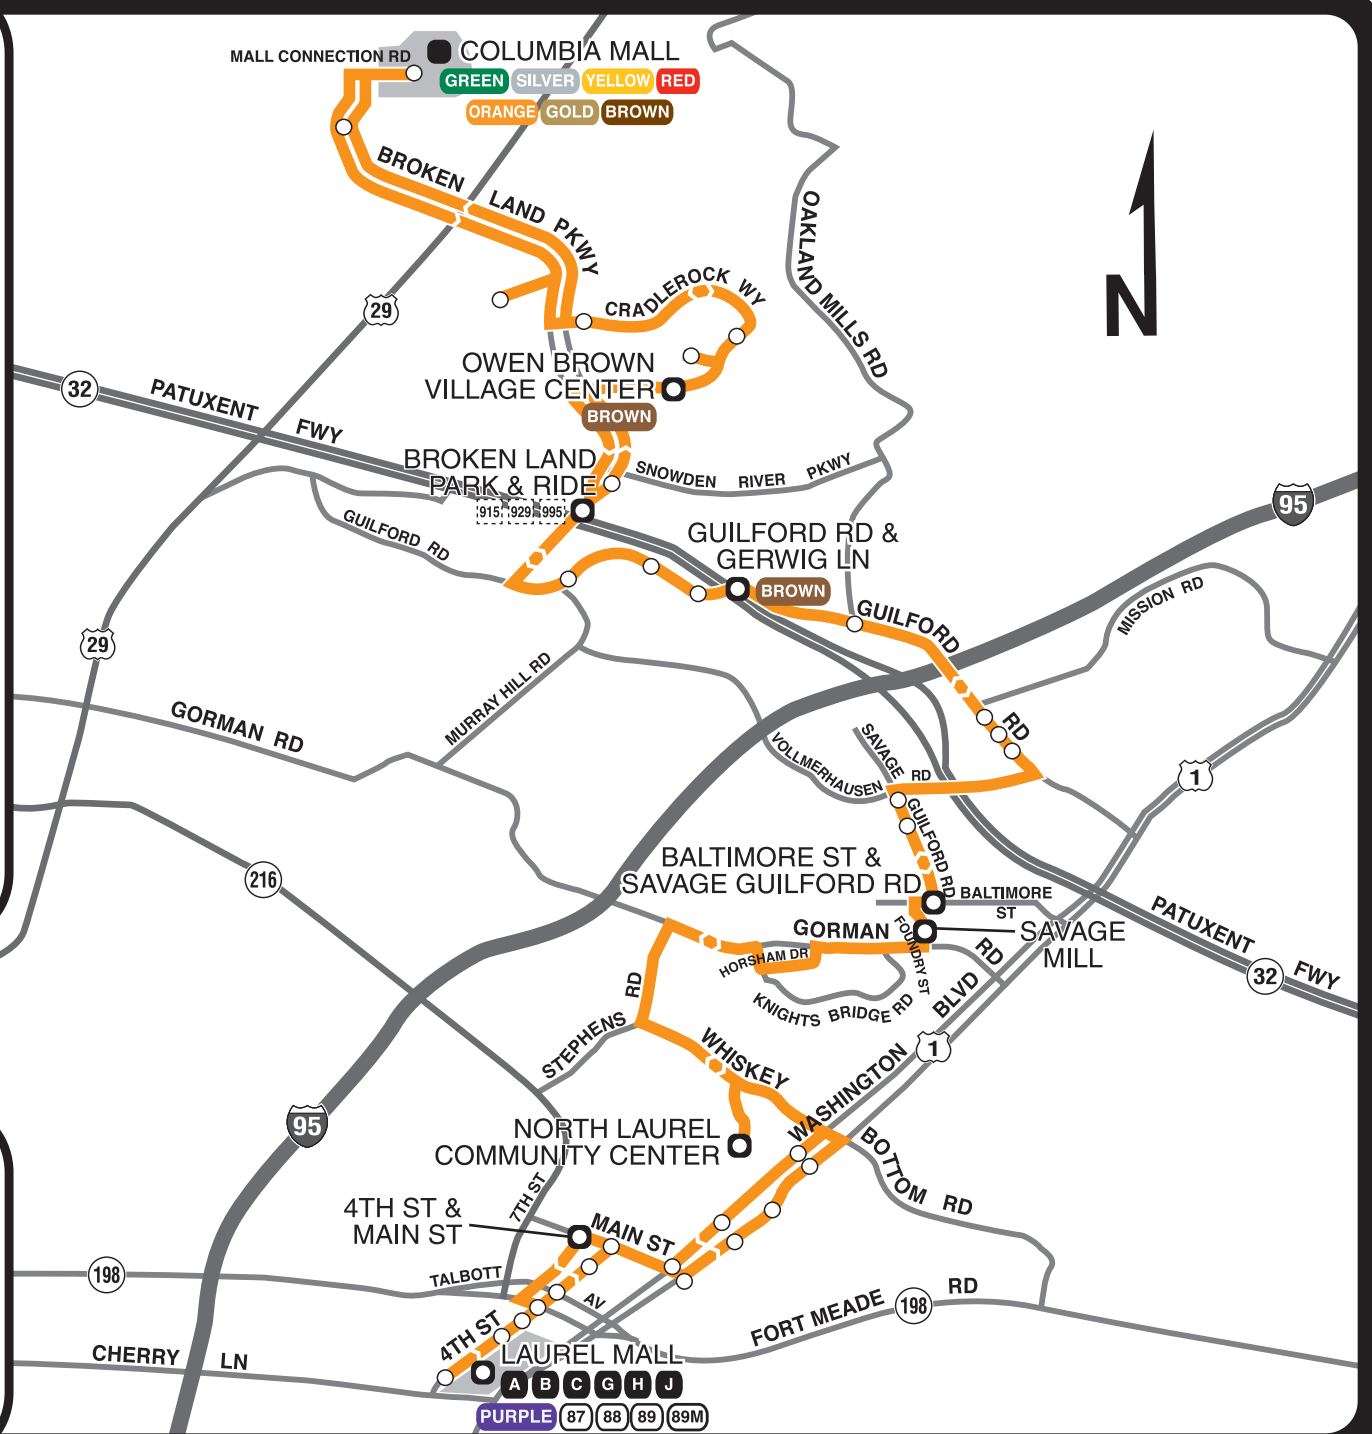 MALL CONNECTION RD
COLUMBIA MALL
GREEN SILVER YELLOW RED
ORANGE GOLD BROWN
BROKEN LAND PKWY
OAKLAND MILLS RD
N
CRADLEROCK WY
29
OWEN BROWN
VILLAGE CENTER
BROWN
32
PATUXENT FWY
BROKEN LAND
PARK & RIDE
915 929 995
SNOWDEN RIVER PKWY
95
GUILFORD RD
GUILFORD RD &
GERWIG LN
BROWN
GUILFORD RD
MISSION RD
29
MURRAY HILL RD
GORMAN RD
SAVAGE RD
VOLLMERHAUSEN
1
GUILFORD RD
216
BALTIMORE ST &
SAVAGE GUILFORD RD
BALTIMORE
ST
PATUXENT FWY
32
GORMAN RD
FOUNDRY ST
SAVAGE
MILL
HORSHAM DR
KNIGHTS BRIDGE RD
STEPHENS RD
WHISKEY BOTTOM RD
WASHINGTON BLVD
1
95
NORTH LAUREL
COMMUNITY CENTER
7TH ST
4TH ST &
MAIN ST
MAIN ST
198
TALBOTT AV
FORT MEADE RD
198
4TH ST
CHERRY LN
LAUREL MALL
A B C G H J
PURPLE 87 88 89 89M